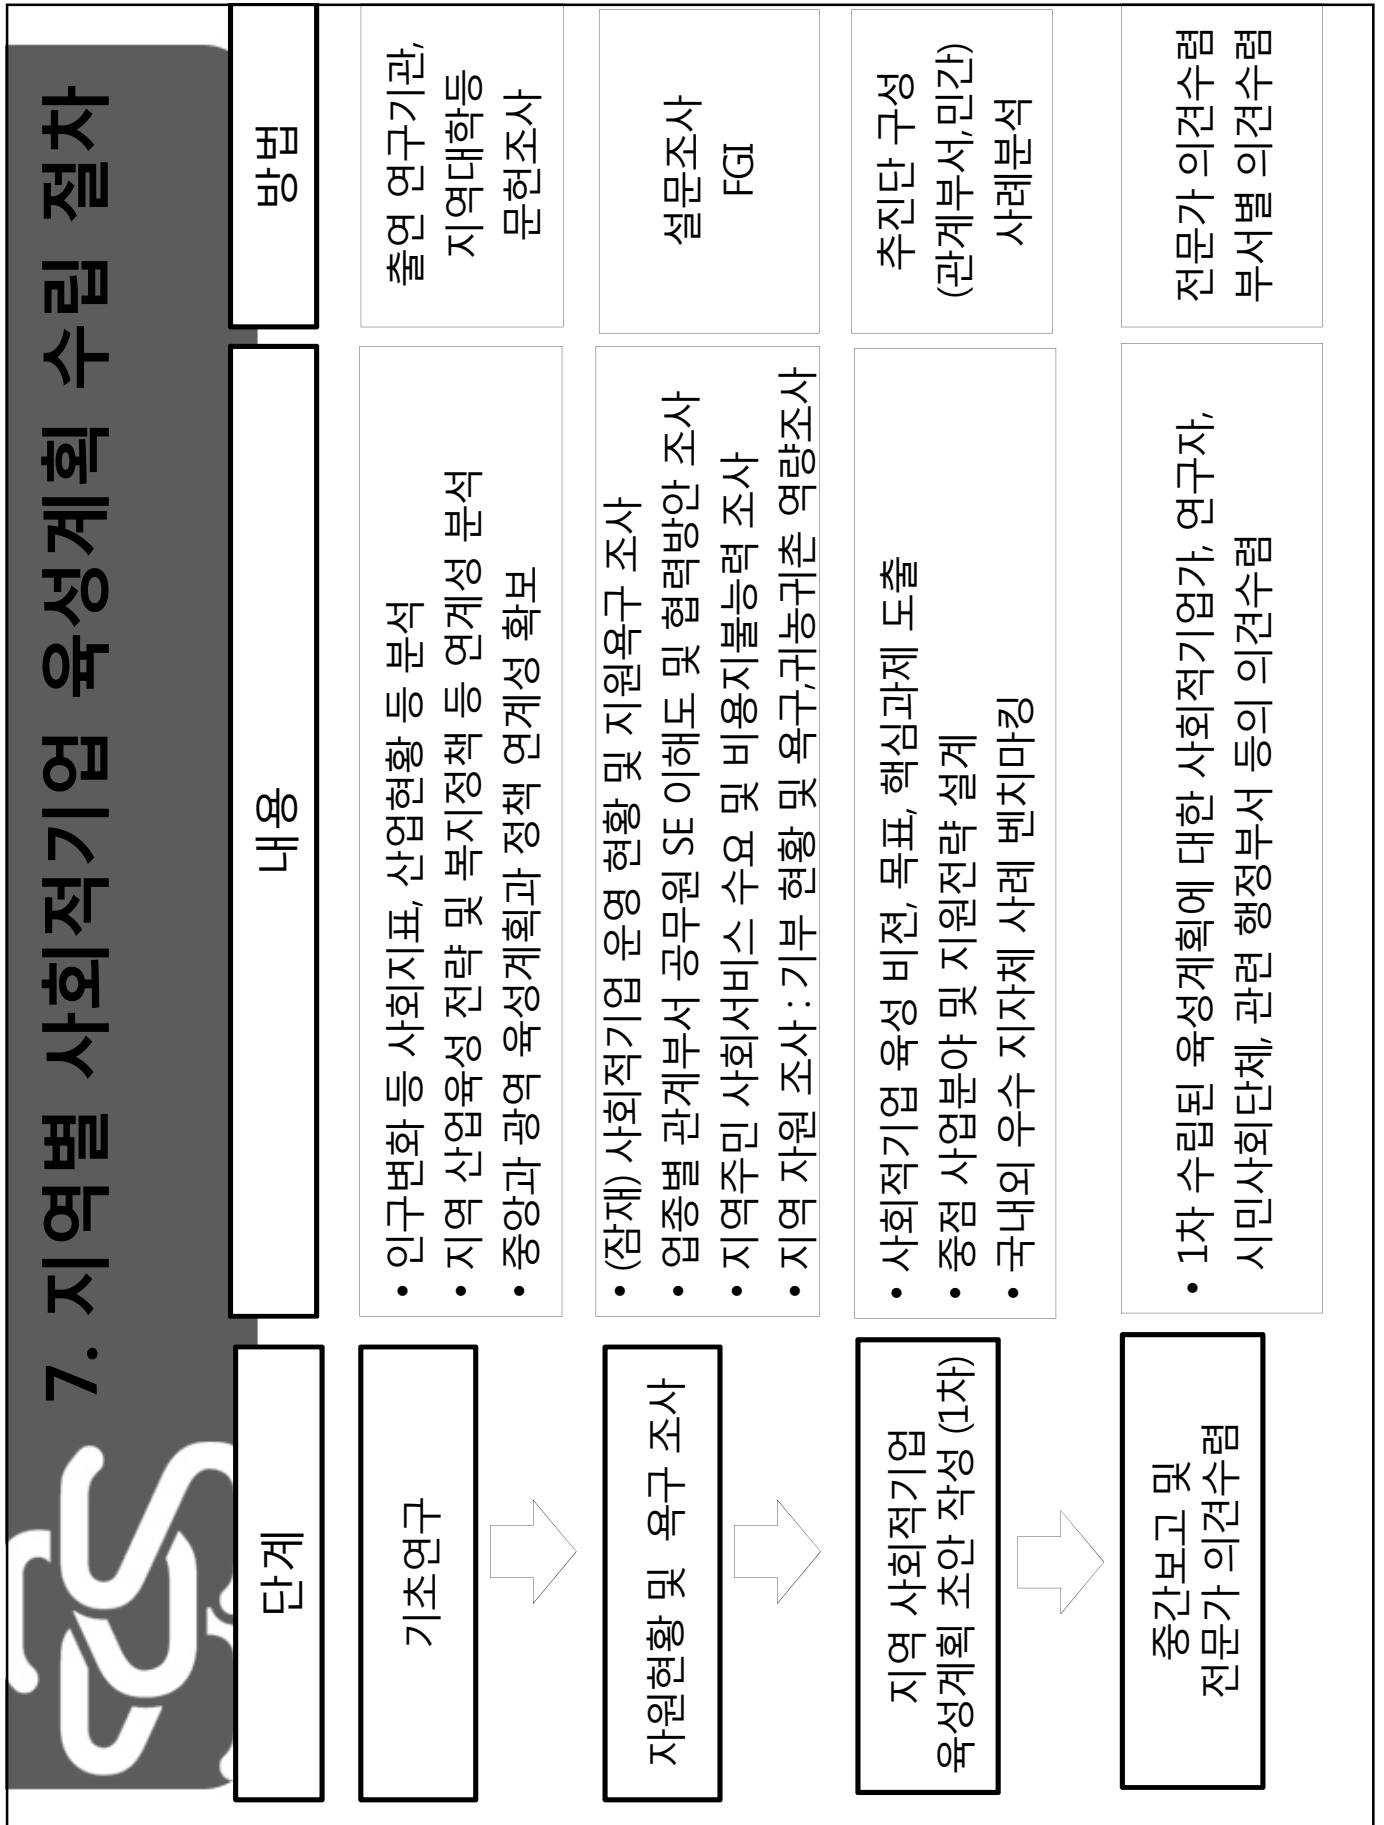 7. 지역별 사회적기업 육성계획 수립 절차
단계
내용
방법
기초연구
• 인구변화 등 사회지표, 산업현황 등 분석
• 지역 산업육성 전략 및 복지정책 등 연계성 분석
• 중앙과 광역 육성계획과 정책 연계성 확보
출연 연구기관,
지역대학등
문헌조사
자원현황 및 욕구 조사
• (잠재) 사회적기업 운영 현황 및 지원욕구 조사
• 업종별 관계부서 공무원 SE 이해도 및 협력방안 조사
• 지역주민 사회서비스 수요 및 비용지불능력 조사
• 지역 자원 조사 : 기부 현황 및 욕구,귀농귀촌 역량조사
설문조사
FGI
지역 사회적기업
육성계획 초안 작성 (1차)
• 사회적기업 육성 비전, 목표, 핵심과제 도출
• 중점 사업분야 및 지원전략 설계
• 국내외 우수 지자체 사례 벤치마킹
추진단 구성
(관계부서,민간)
사례분석
중간보고 및
전문가 의견수렴
• 1차 수립된 육성계획에 대한 사회적기업가, 연구자,
시민사회단체, 관련 행정부서 등의 의견수렴
전문가 의견수렴
부서별 의견수렴